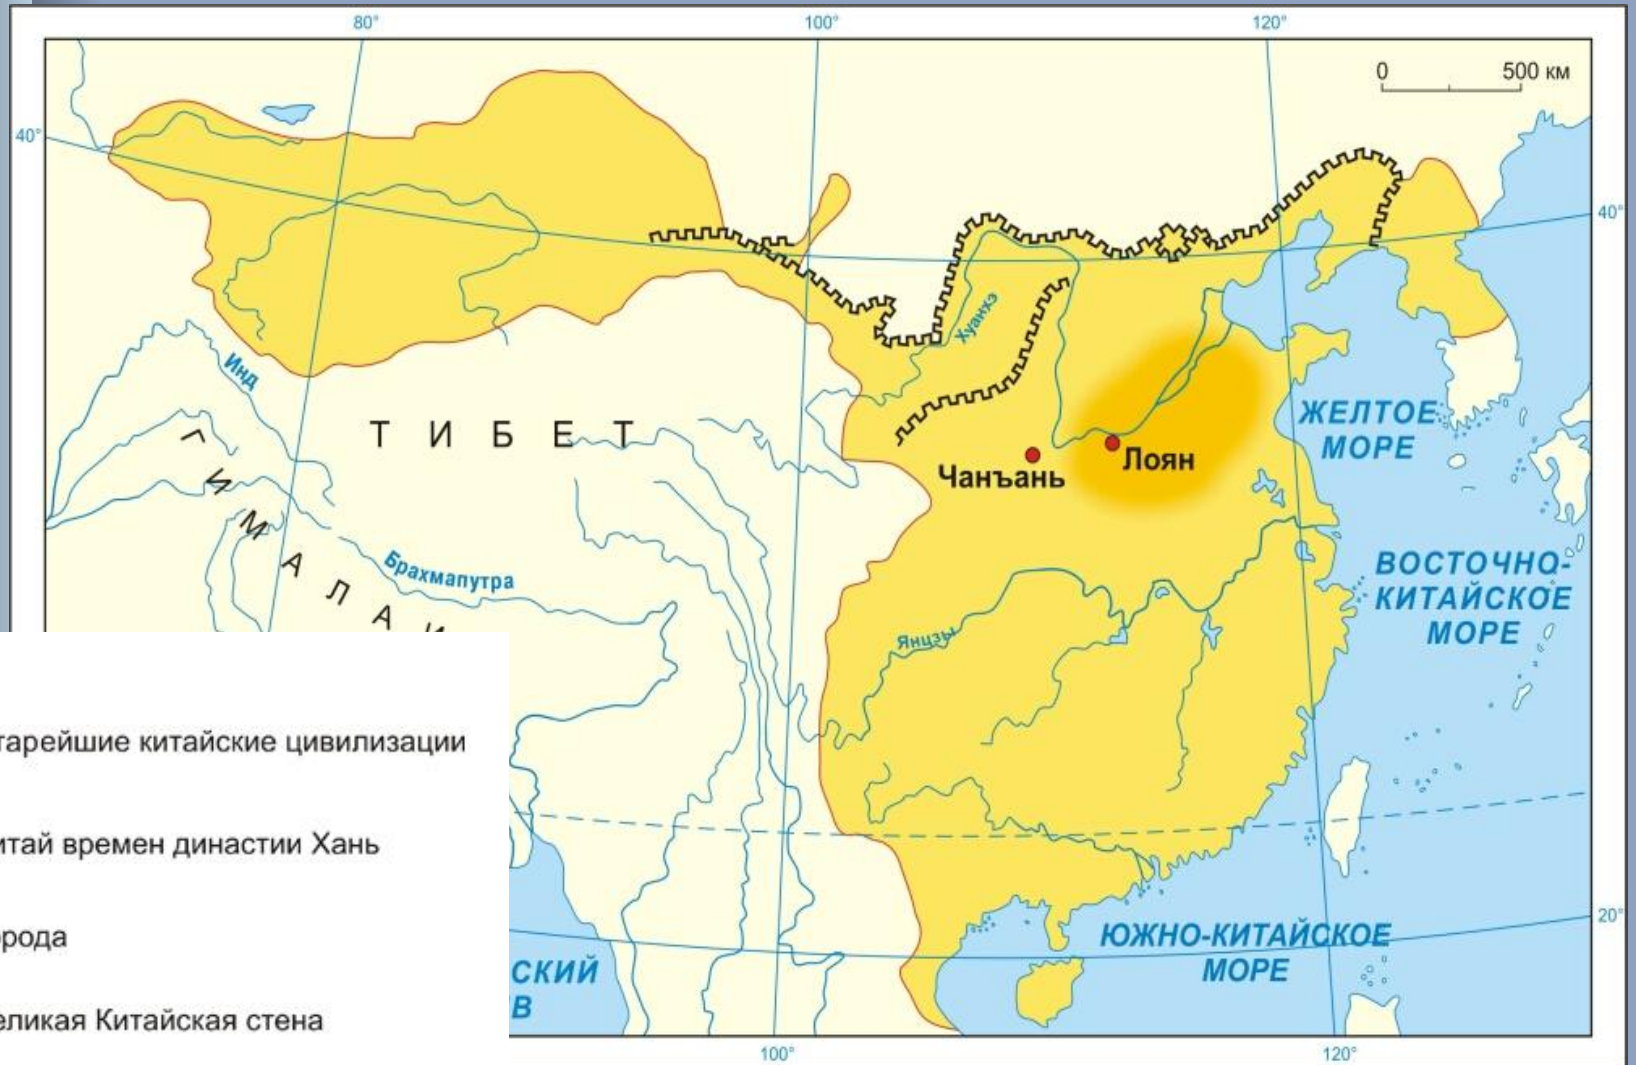 80°
100°
120°
0 500 км
40°
40°
Хуанхэ
Инд
ТИБЕТ
ЖЕЛТОЕ
МОРЕ
Лоян
Чанъань
ГИМАЛАИ
Брахмапутра
ВОСТОЧНО-
КИТАЙСКОЕ
МОРЕ
Янцзы
тарейшие китайские цивилизации
итай времен династии Хань
рода
еликая Китайская стена
20°
ЮЖНО-КИТАЙСКОЕ
МОРЕ
СКИЙ
В
100°
120°